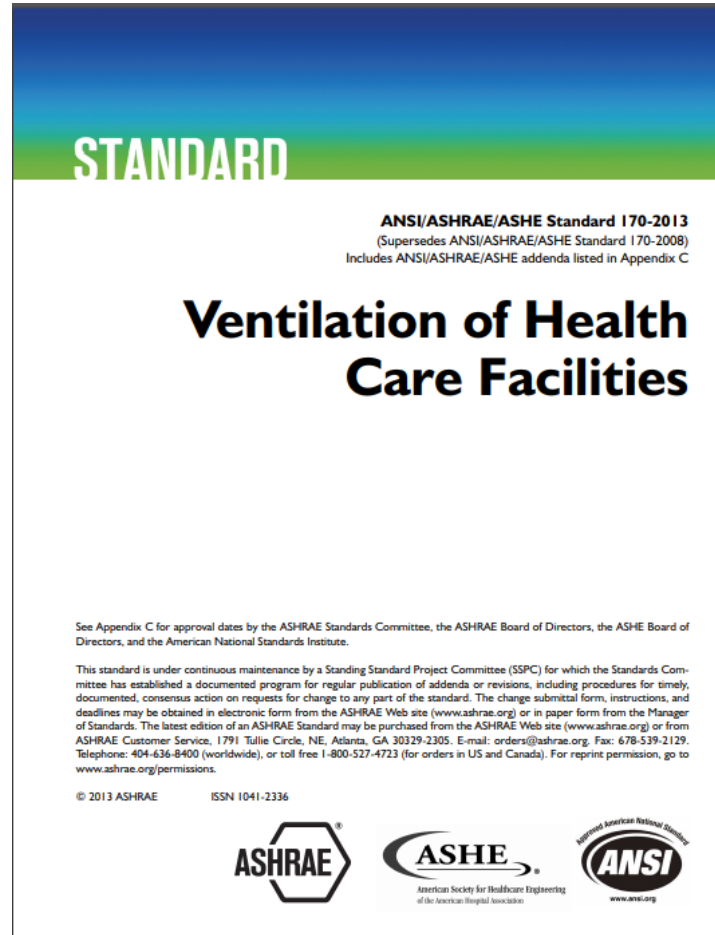 STANDARD
ANSI/ASHRAE/ASHE Standard 170-2013
(Supersedes ANSI/ASHRAE/ASHE Standard 170-2008)
Includes ANSI/ASHRAE/ASHE addenda listed in Appendix C
Ventilation of Health
Care Facilities
See Appendix C for approval dates by the ASHRAE Standards Committee, the ASHRAE Board of Directors, the ASHE Board of
Directors, and the American National Standards Institute.
This standard is under continuous maintenance by a Standing Standard Project Committee (SSPC) for which the Standards Com-
mittee has established a documented program for regular publication of addenda or revisions, including procedures for timely,
documented, consensus action on requests for change to any part of the standard. The change submittal form, instructions, and
deadlines may be obtained in electronic form from the ASHRAE Web site (www.ashrae.org) or in paper form from the Manager
of Standards. The latest edition of an ASHRAE Standard may be purchased from the ASHRAE Web site (www.ashrae.org) or from
ASHRAE Customer Service, 1791 Tullie Circle, NE, Atlanta, GA 30329-2305. E-mail: orders@ashrae.org. Fax: 678-539-2129.
Telephone: 404-636-8400 (worldwide), or toll free 1-800-527-4723 (for orders in US and Canada). For reprint permission, go to
www.ashrae.org/permissions.
© 2013 ASHRAE ISSN 1041-2336
ASHRAE®
ASHE®
American Society for Healthcare Engineering
of the American Hospital Association
Approved American National Standard
ANSI
www.ansi.org